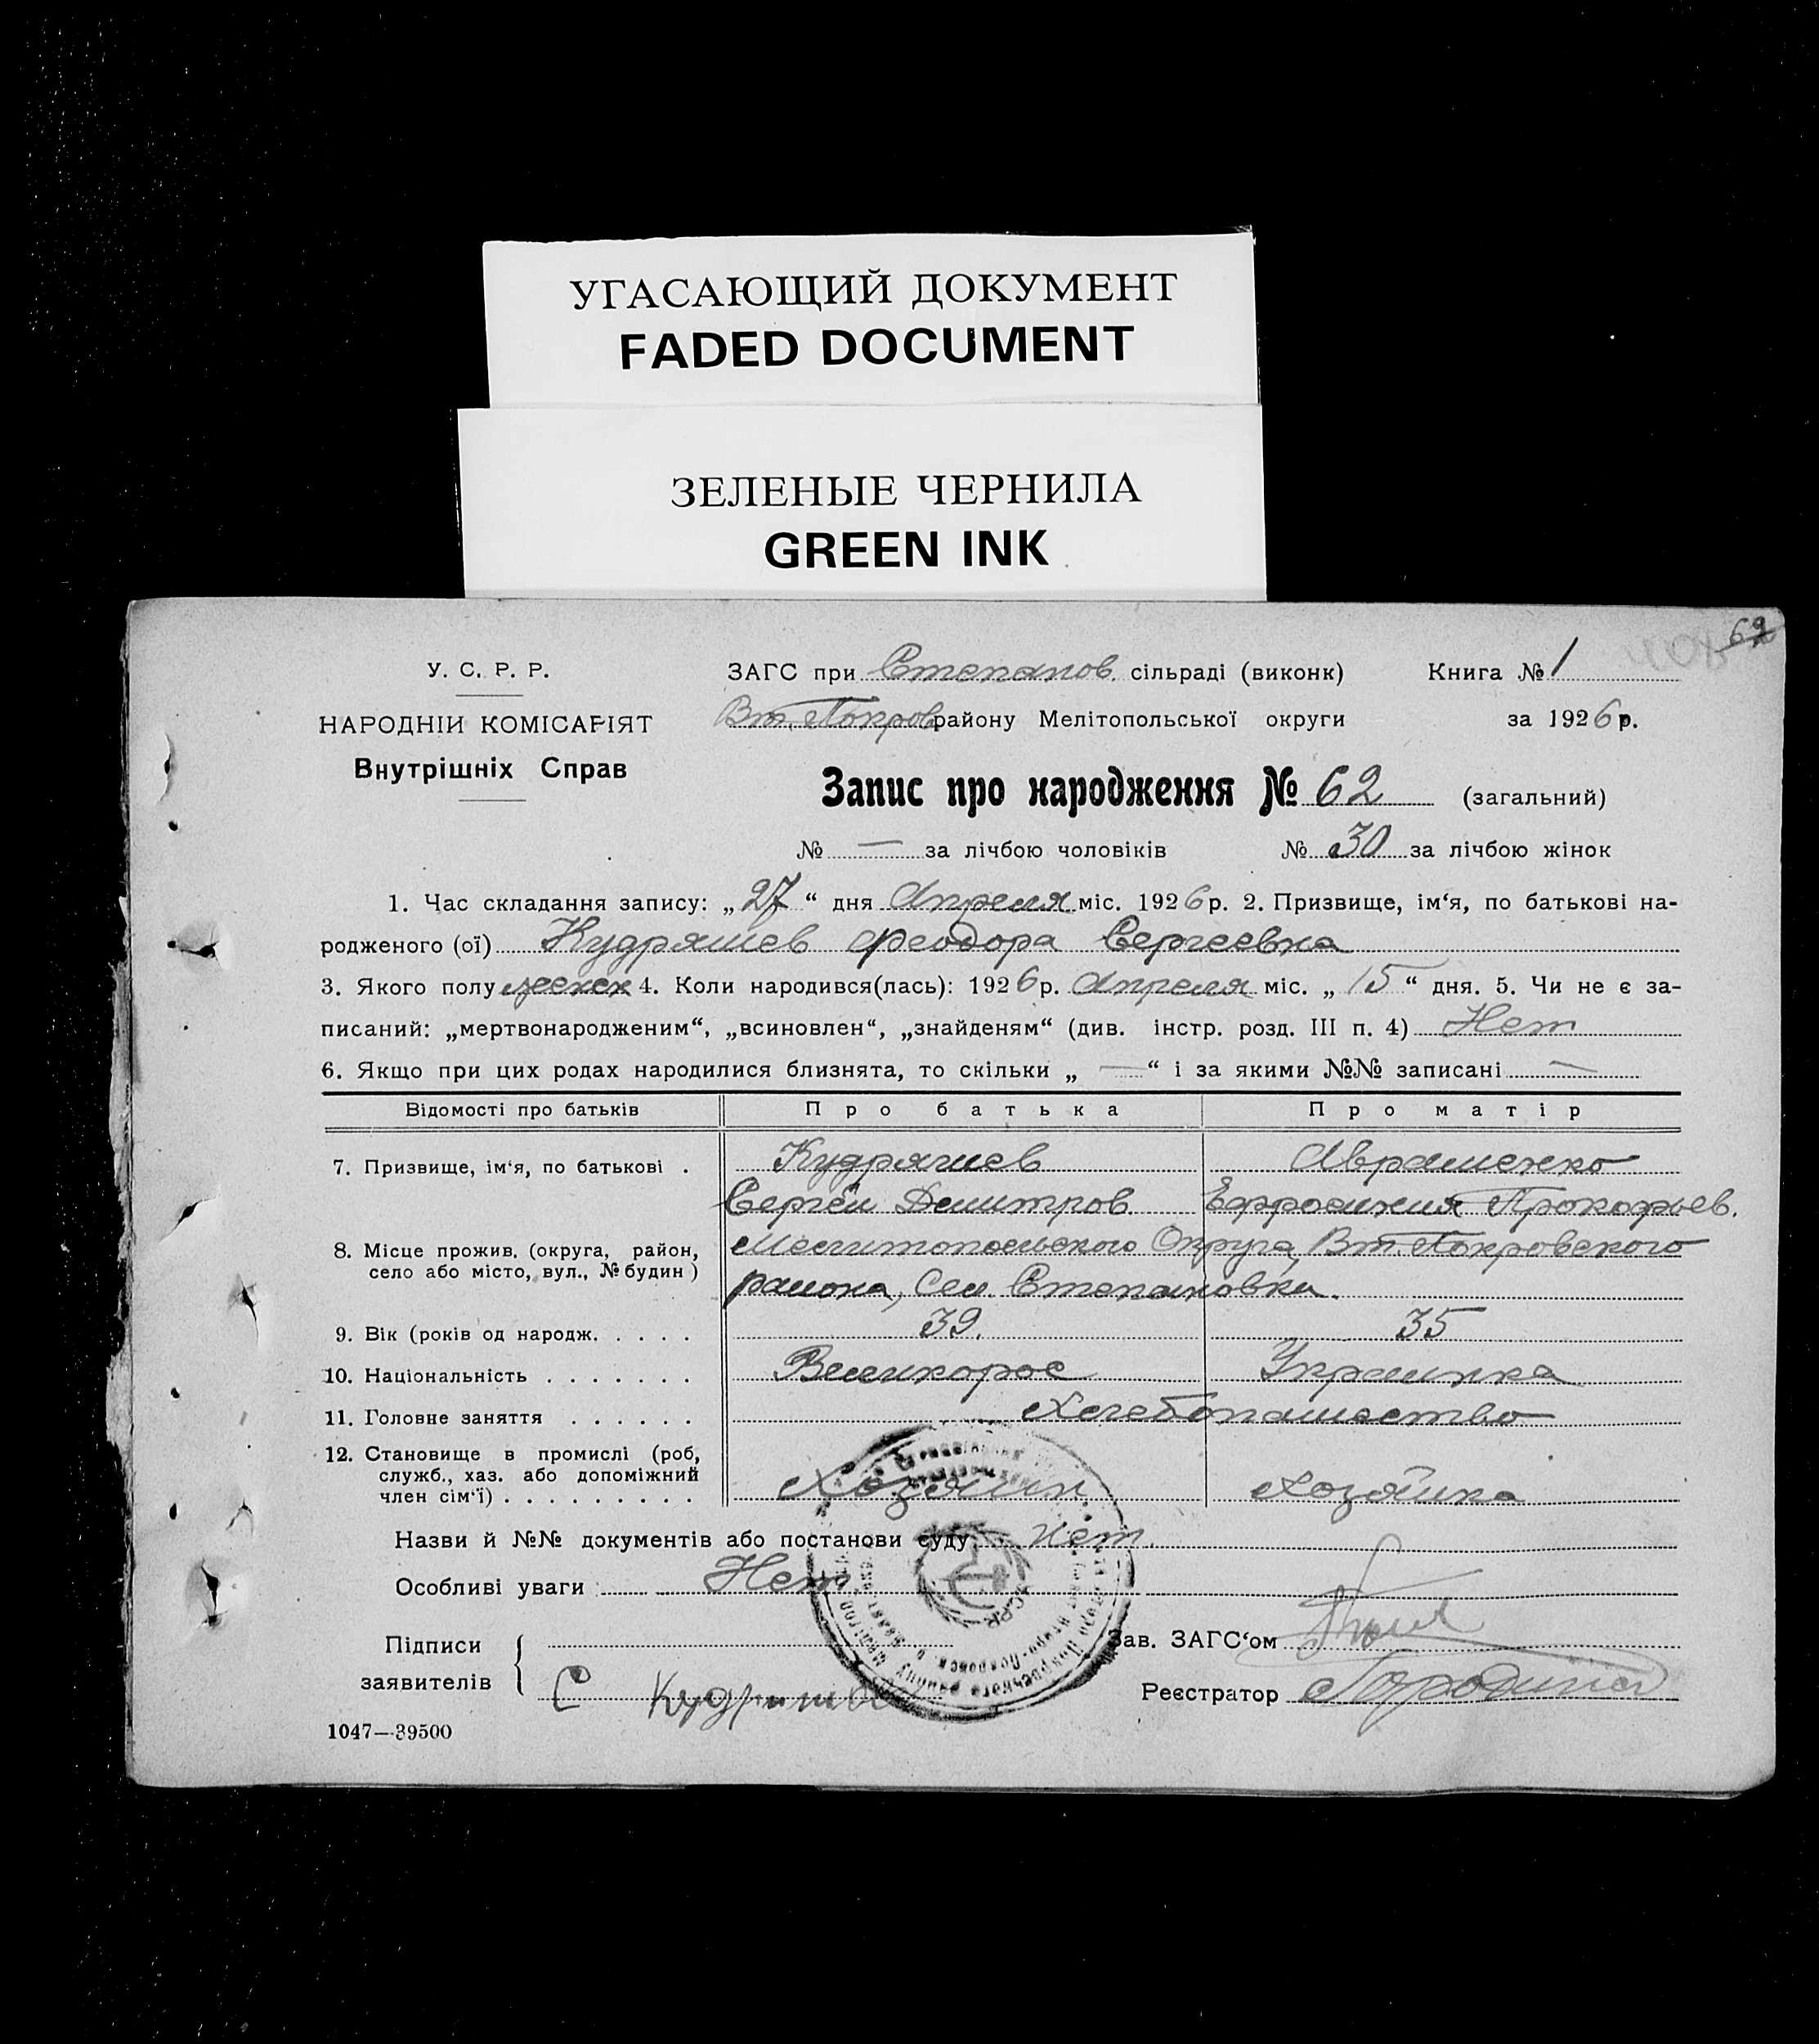 УГАСАЮЩИЙ ДОКУМЕНТ
FADED DOCUMENT
ЗЕЛЕНЫЕ ЧЕРНИЛА
GREEN INK
62
У. С. Р. Р.
НАРОДНІЙ КОМІСАРІЯТ
Внутрішніх Справ
ЗАГС при Степанов. сільраді (виконк) Книга № 1
Вт. Покров району Мелітопольської округи за 1926 р.
Запис про народження № 62 (загальний)
№ — за лічбою чоловіків № 30 за лічбою жінок
1. Час складання запису: „27“ дня Апреля міс. 1926 р. 2. Призвище, ім‘я, по батькові на-
родженого (ої) Кудряшев Феодора Сергеевна
3. Якого полу женск 4. Коли народився(лась): 1926 р. Апреля міс. „15“ дня. 5. Чи не є за-
писаний: „мертвонародженим“, „всиновлен“, „знайденям“ (див. інстр. розд. III п. 4) Нет
6. Якщо при цих родах народилися близнята, то скільки „—“ і за якими №№ записані —
Відомості про батьків Про батька Про матір
7. Призвище, ім‘я, по батькові . Кудряшев Авраменко
Сергей Дмитров. Ефросиния Прокофьев.
8. Місце прожив. (округа, район, село або місто, вул., № будин) Мелитопольского Округа, Вт. Покровского
района, Сел. Степановка.
9. Вік (років од народж. . . . . 39. 35
10. Національність . . . . . . . Великорос Украинка
11. Головне заняття . . . . . . Хлебопашество
12. Становище в промислі (роб, служб., хаз. або допоміжний член сім‘ї) . . . . . . . . . Хозяин Хозяйка
Назви й №№ документів або постанови суду: Нет.
Особливі уваги : Нет.
Підписи заявителів С Кудряшев
Зав. ЗАГС‘ом
Реєстратор
1047—39500